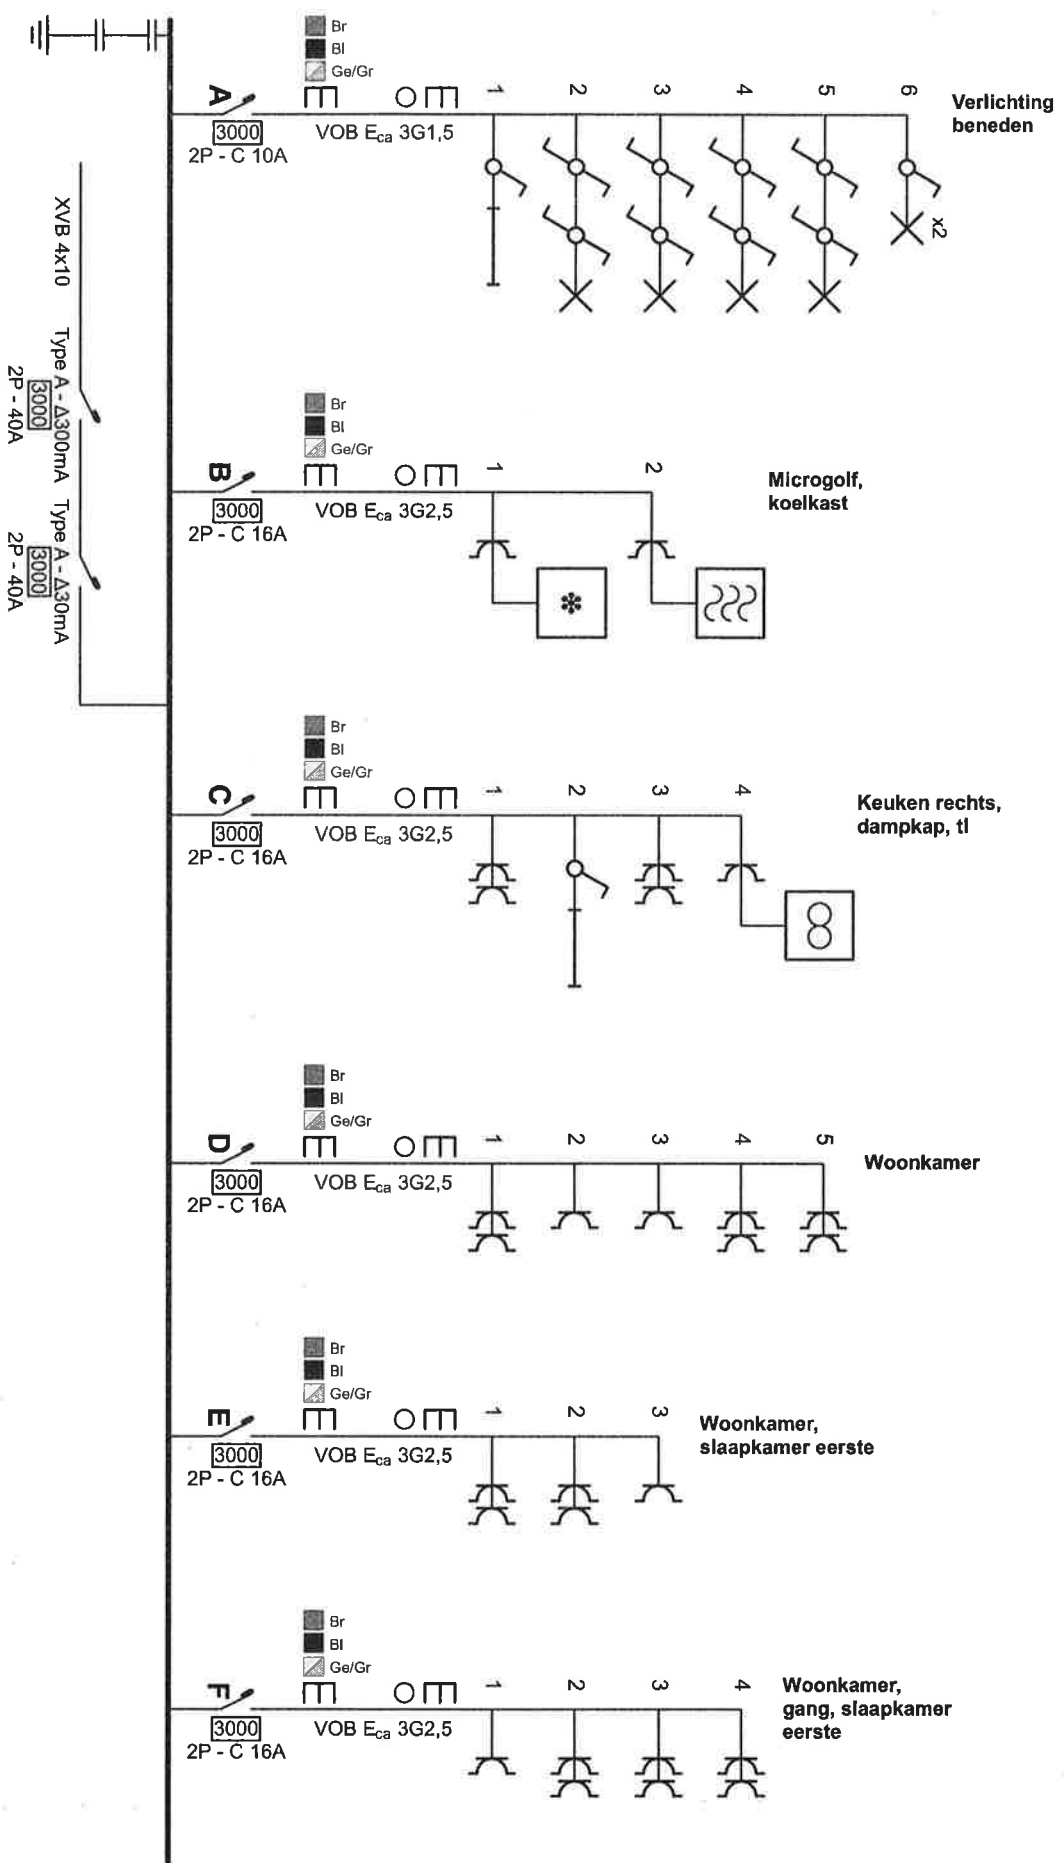 Br
Bl
Ge/Gr
A
3000
2P - C 10A
VOB Eca 3G1,5
1
2
3
4
5
6
x2
Verlichting
beneden
XVB 4x10
Type A - Δ300mA
3000
2P - 40A
Type A - Δ30mA
3000
2P - 40A
Br
Bl
Ge/Gr
B
3000
2P - C 16A
VOB Eca 3G2,5
1
2
Microgolf,
koelkast
Br
Bl
Ge/Gr
C
3000
2P - C 16A
VOB Eca 3G2,5
1
2
3
4
Keuken rechts,
dampkap, tl
Br
Bl
Ge/Gr
D
3000
2P - C 16A
VOB Eca 3G2,5
1
2
3
4
5
Woonkamer
Br
Bl
Ge/Gr
E
3000
2P - C 16A
VOB Eca 3G2,5
1
2
3
Woonkamer,
slaapkamer eerste
Br
Bl
Ge/Gr
F
3000
2P - C 16A
VOB Eca 3G2,5
1
2
3
4
Woonkamer,
gang, slaapkamer
eerste